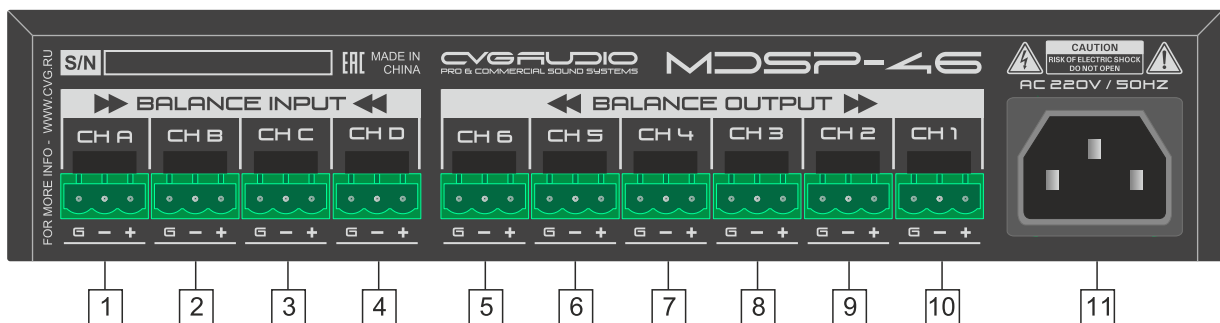 FOR MORE INFO - WWW.CVG.RU
S/N
EAC
MADE IN
CHINA
CVGAUDIO
PRO & COMMERCIAL SOUND SYSTEMS
MDSP-46
CAUTION
RISK OF ELECTRIC SHOCK
DO NOT OPEN
AC 220V / 50HZ
BALANCE INPUT
BALANCE OUTPUT
CH A
CH B
CH C
CH D
CH 6
CH 5
CH 4
CH 3
CH 2
CH 1
G - +
G - +
G - +
G - +
G - +
G - +
G - +
G - +
G - +
G - +
1
2
3
4
5
6
7
8
9
10
11